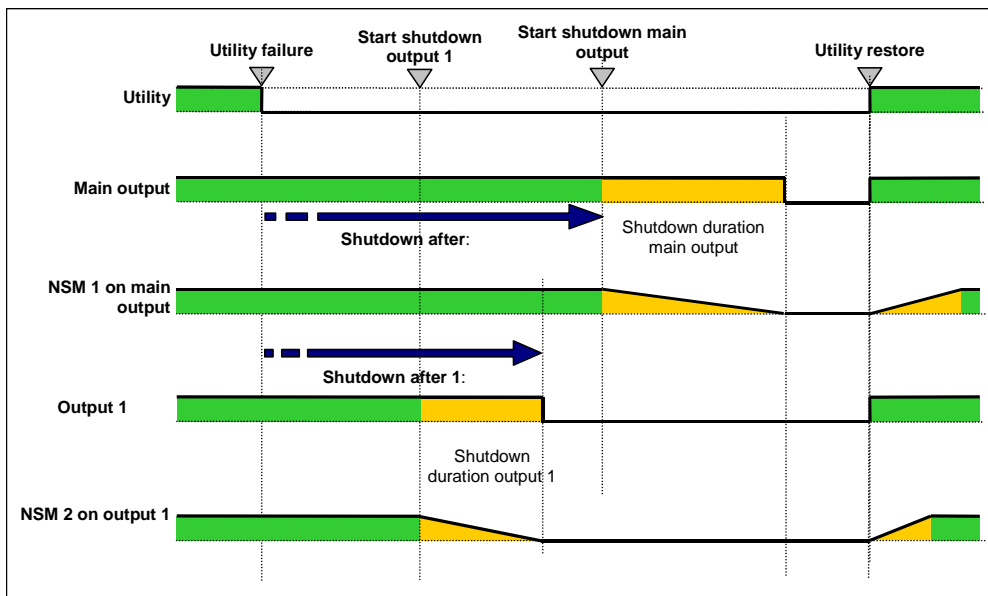 Utility failure
Start shutdown
output 1
Start shutdown main
output
Utility restore
Utility
Main output
Shutdown after:
Shutdown duration
main output
NSM 1 on main
output
Shutdown after 1:
Output 1
Shutdown
duration output 1
NSM 2 on output 1